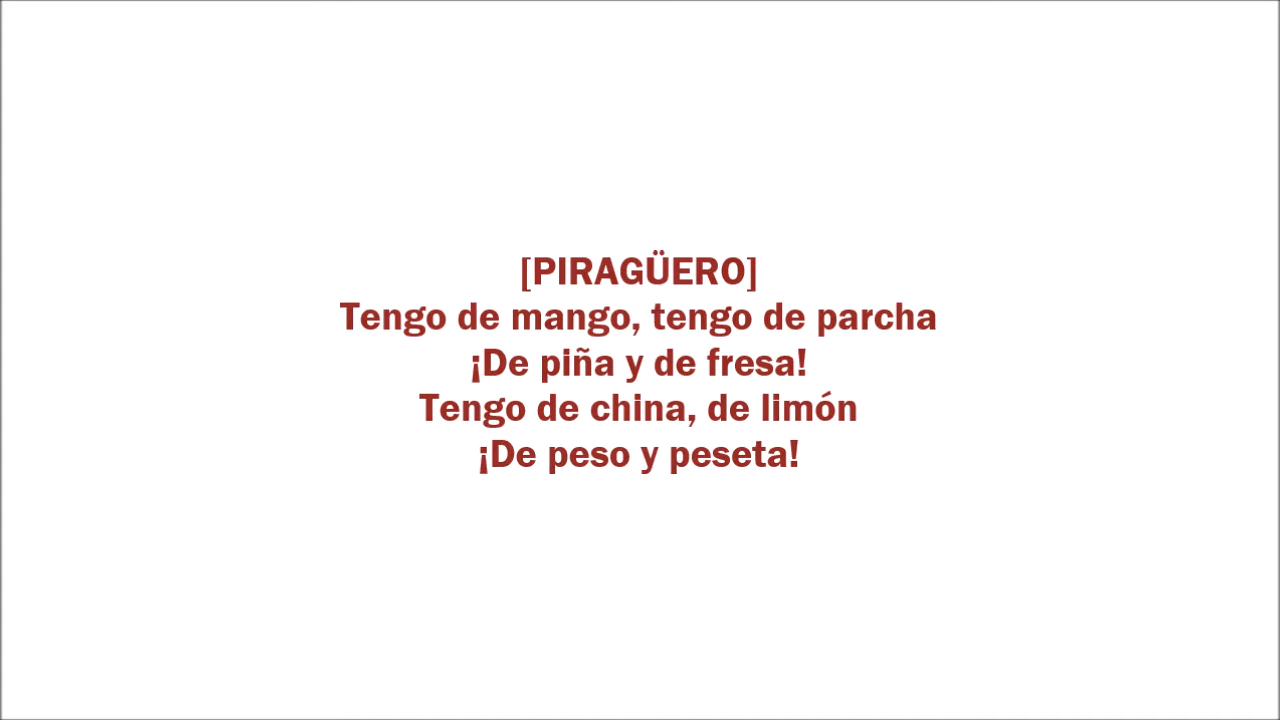 [PIRAGÜERO]
Tengo de mango, tengo de parcha
¡De piña y de fresa!
Tengo de china, de limón
¡De peso y peseta!